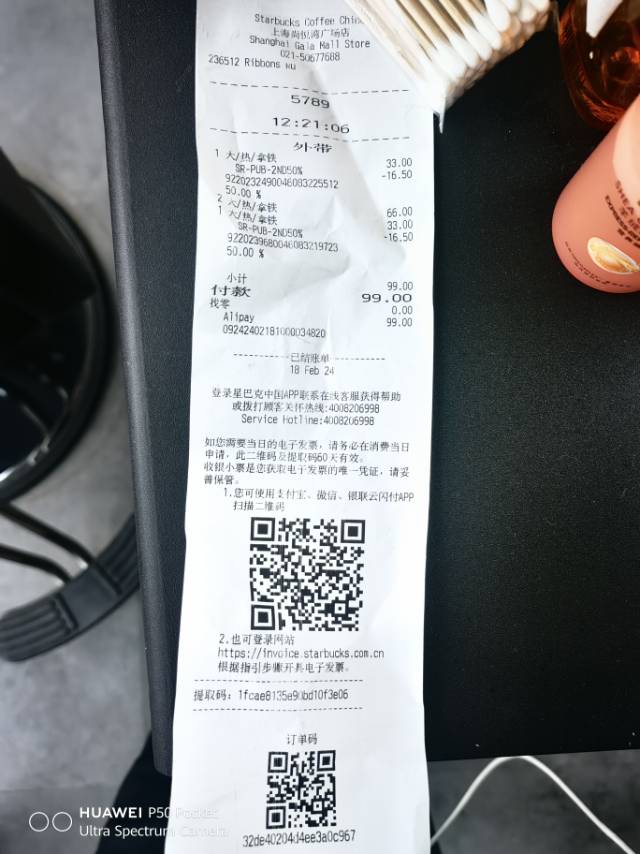 Starbucks Coffee China
上海尚悦湾广场店
Shanghai Gala Mall Store
021-50677688
236512 Ribbons Wu
5789
12:21:06
外带
1 大/热/拿铁 33.00
SR-PUB-2ND50% -16.50
9220232490046083225512
50.00 %
2 大/热/拿铁 66.00
1 大/热/拿铁 33.00
SR-PUB-2ND50% -16.50
9220239680046083219723
50.00 %
小计 99.00
付款 99.00
找零 0.00
Alipay 99.00
09242402181000034820
----------- 已结账单 -----------
18 Feb 24
登录星巴克中国APP联系在线客服获得帮助
或拨打顾客关怀热线:4008206998
Service Hotline:4008206998
如您需要当日的电子发票，请务必在消费当日
申请，此二维码及提取码60天有效。
收银小票是您获取电子发票的唯一凭证，请妥
善保管。
1.您可使用支付宝、微信、银联云闪付APP
扫描二维码
2.也可登录网站
https://invoice.starbucks.com.cn
根据指引步骤开具电子发票。
提取码：1fcae8135e90bd10f3e06
订单码
32de40204d4ee3a0c967
SHEA
HUAWEI P50 Pocket
Ultra Spectrum Camera